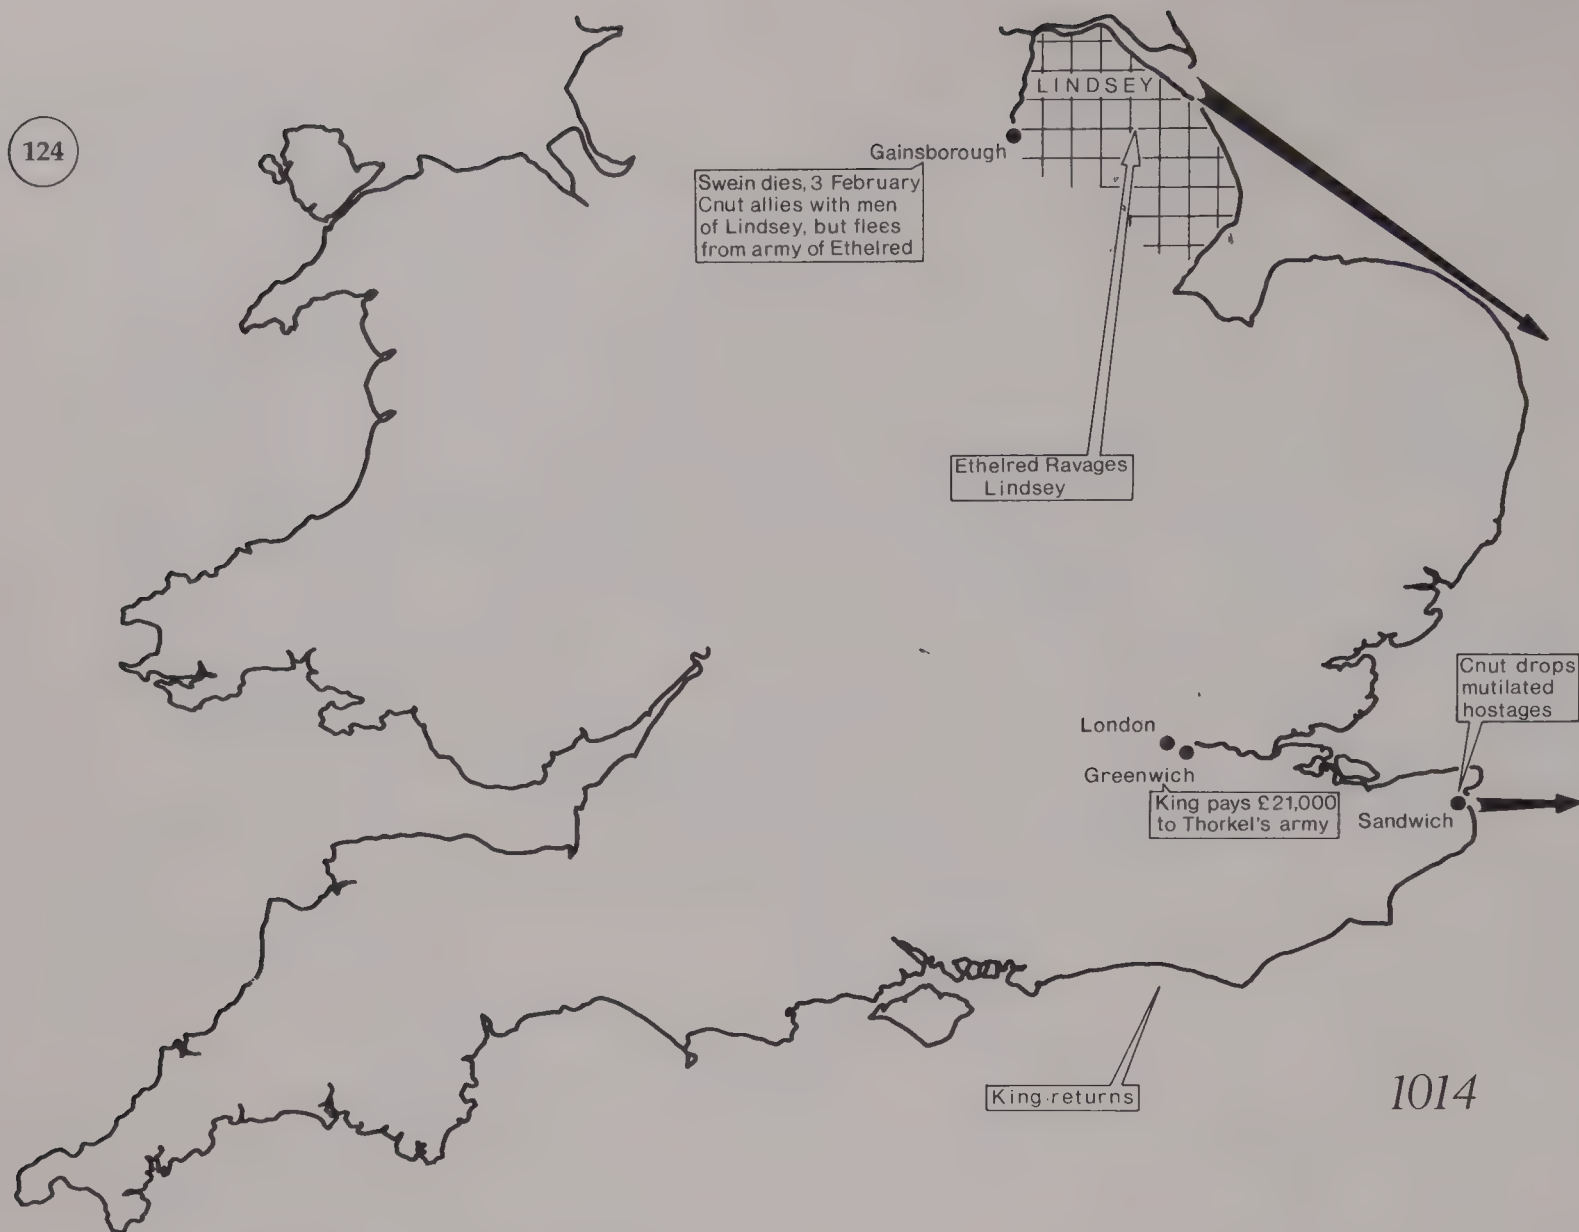 124
LINDSEY
Gainsborough
Swein dies, 3 February
Cnut allies with men
of Lindsey, but flees
from army of Ethelred
Ethelred Ravages
Lindsey
Cnut drops
mutilated
hostages
London
Greenwich
King pays £21,000
to Thorkel's army
Sandwich
King returns
1014